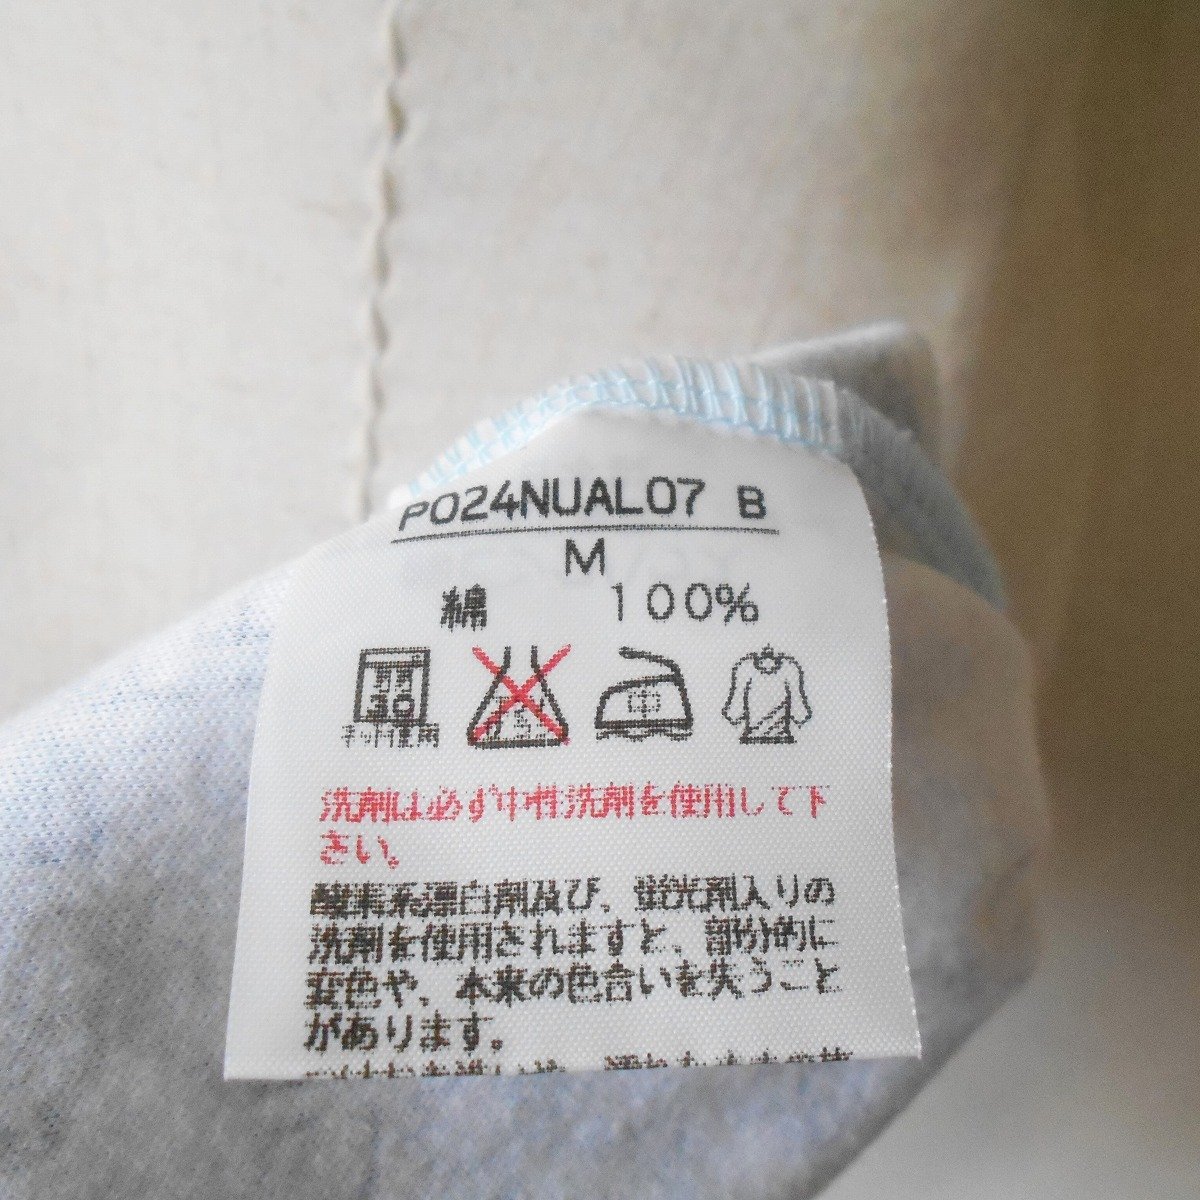 PO24NUAL07 B
M
綿 100%
30 中
ネット使用
洗剤は必ず中性洗剤を使用して下
さい。
酸素系漂白剤及び、蛍光剤入りの
洗剤を使用されますと、部分的に
変色や、本来の色合いを失うこと
があります。